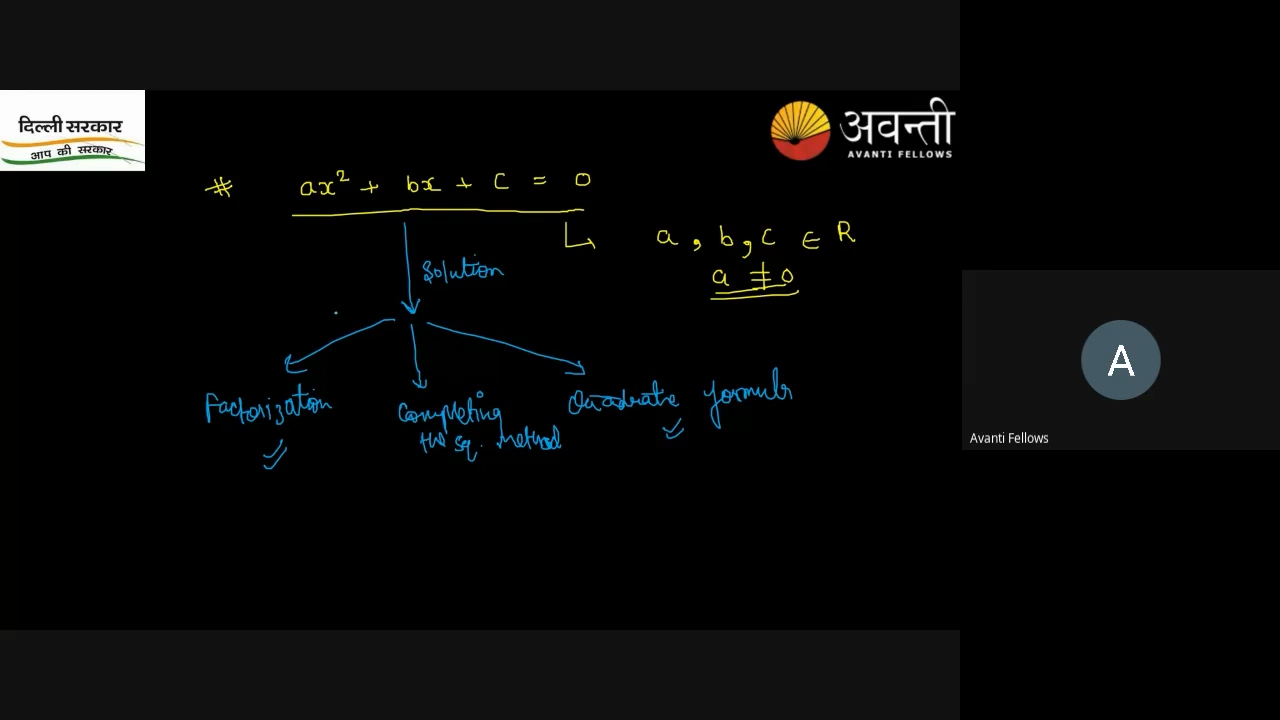 दिल्ली सरकार
आप की सरकार
अवन्ती
AVANTI FELLOWS
# ax² + bx + c = 0
a, b, c ∈ R
a ≠ 0
Solution
Factorization
Completing
the sq. method
Quadratic formula
A
Avanti Fellows